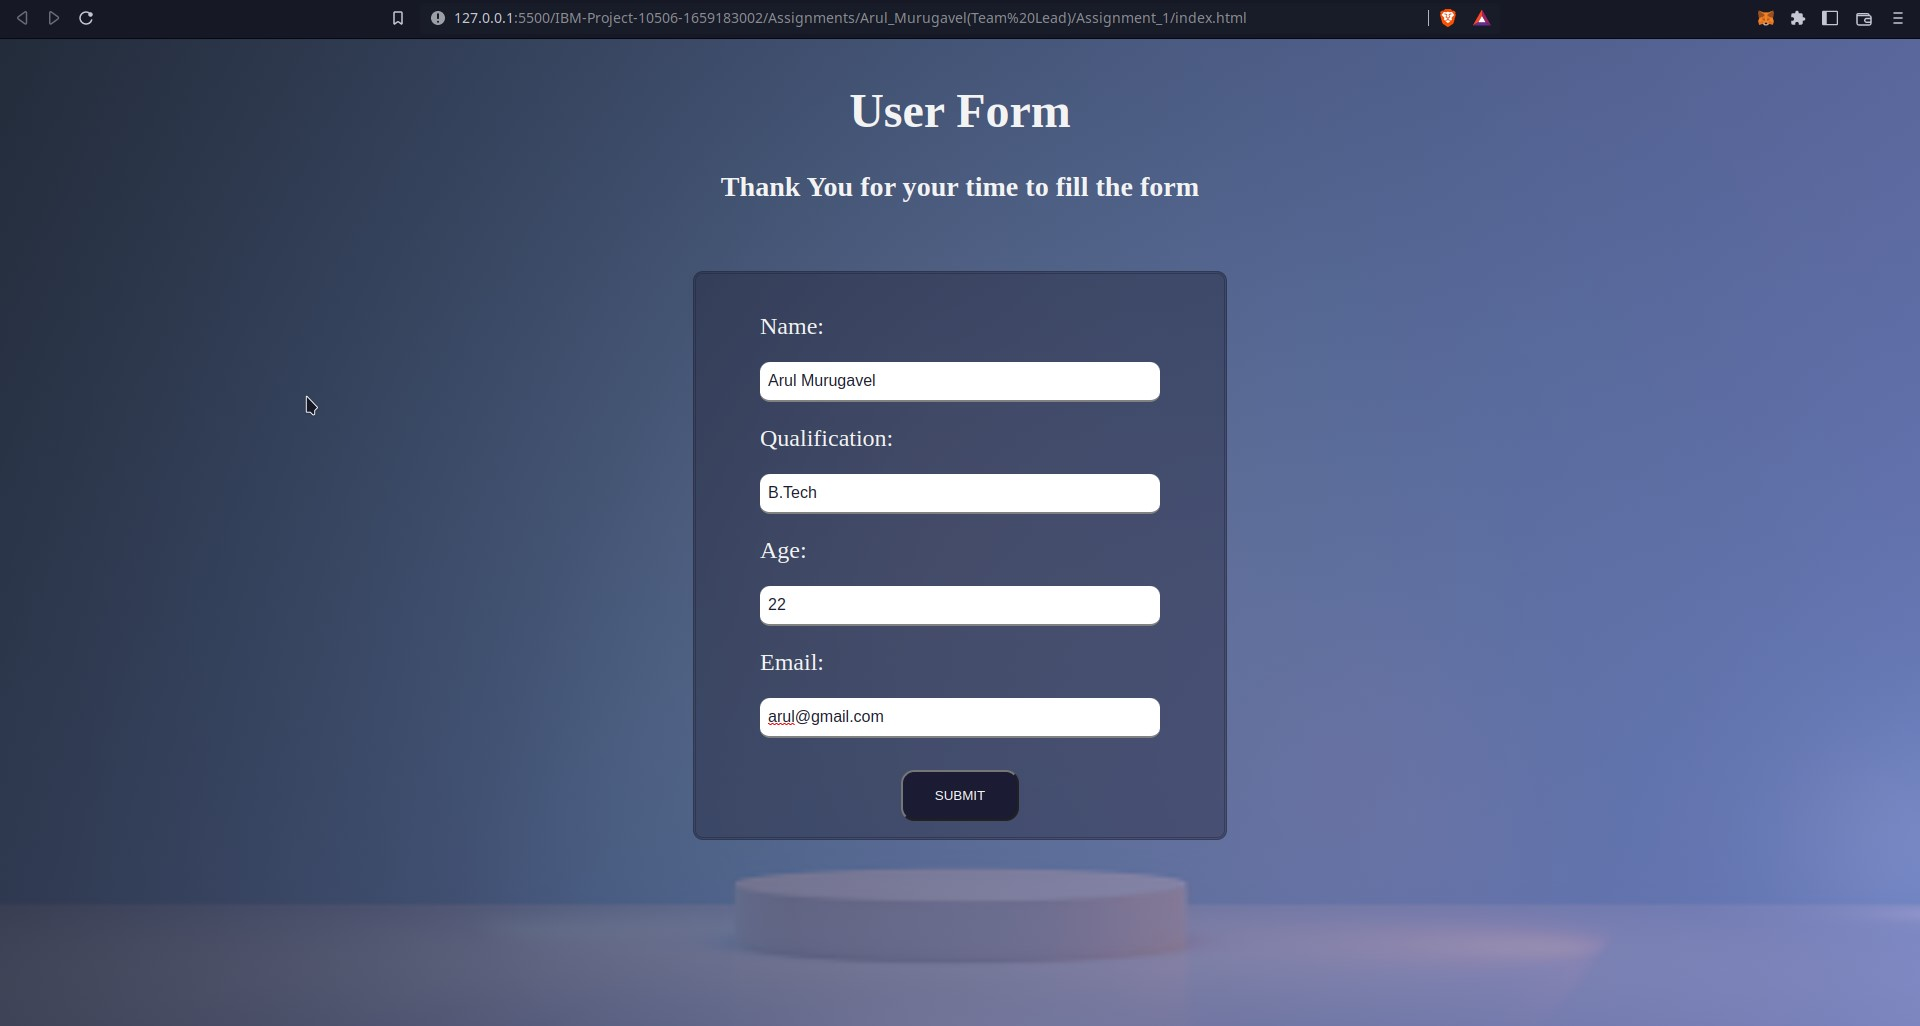 127.0.0.1:5500/IBM-Project-10506-1659183002/Assignments/Arul_Murugavel(Team%20Lead)/Assignment_1/index.html
User Form
Thank You for your time to fill the form
Name:
Arul Murugavel
Qualification:
B.Tech
Age:
22
Email:
arul@gmail.com
SUBMIT